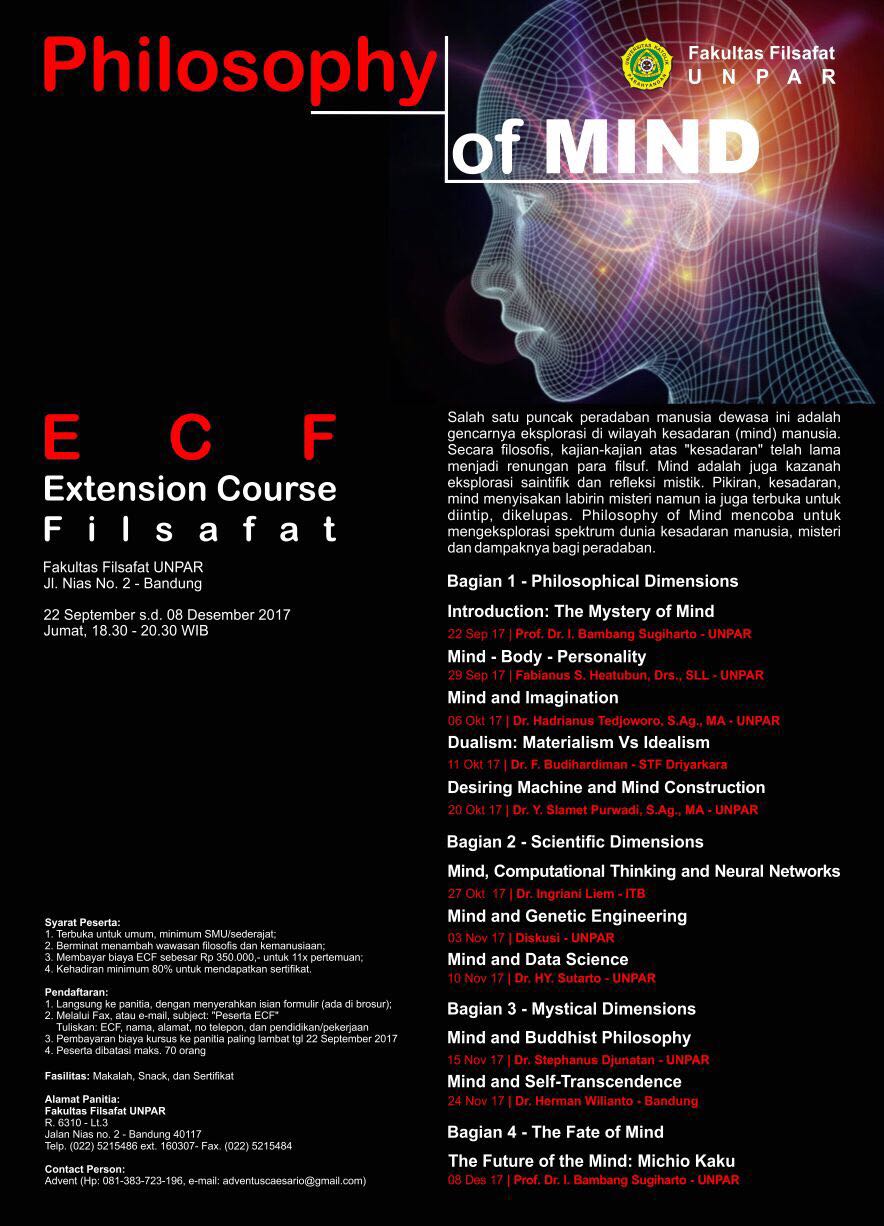 Philosophy
of MIND
UNIVERSITAS KATOLIK
PARAHYANGAN
Fakultas Filsafat
U N P A R
E C F
Extension Course
F i l s a f a t
Fakultas Filsafat UNPAR
Jl. Nias No. 2 - Bandung
22 September s.d. 08 Desember 2017
Jumat, 18.30 - 20.30 WIB
Syarat Peserta:
1. Terbuka untuk umum, minimum SMU/sederajat;
2. Berminat menambah wawasan filosofis dan kemanusiaan;
3. Membayar biaya ECF sebesar Rp 350.000,- untuk 11x pertemuan;
4. Kehadiran minimum 80% untuk mendapatkan sertifikat.
Pendaftaran:
1. Langsung ke panitia, dengan menyerahkan isian formulir (ada di brosur);
2. Melalui Fax, atau e-mail, subject: "Peserta ECF"
Tuliskan: ECF, nama, alamat, no telepon, dan pendidikan/pekerjaan
3. Pembayaran biaya kursus ke panitia paling lambat tgl 22 September 2017
4. Peserta dibatasi maks. 70 orang
Fasilitas: Makalah, Snack, dan Sertifikat
Alamat Panitia:
Fakultas Filsafat UNPAR
R. 6310 - Lt.3
Jalan Nias no. 2 - Bandung 40117
Telp. (022) 5215486 ext. 160307- Fax. (022) 5215484
Contact Person:
Advent (Hp: 081-383-723-196, e-mail: adventuscaesario@gmail.com)
Salah satu puncak peradaban manusia dewasa ini adalah
gencarnya eksplorasi di wilayah kesadaran (mind) manusia.
Secara filosofis, kajian-kajian atas "kesadaran" telah lama
menjadi renungan para filsuf. Mind adalah juga kazanah
eksplorasi saintifik dan refleksi mistik. Pikiran, kesadaran,
mind menyisakan labirin misteri namun ia juga terbuka untuk
diintip, dikelupas. Philosophy of Mind mencoba untuk
mengeksplorasi spektrum dunia kesadaran manusia, misteri
dan dampaknya bagi peradaban.
Bagian 1 - Philosophical Dimensions
Introduction: The Mystery of Mind
22 Sep 17 | Prof. Dr. I. Bambang Sugiharto - UNPAR
Mind - Body - Personality
29 Sep 17 | Fabianus S. Heatubun, Drs., SLL - UNPAR
Mind and Imagination
06 Okt 17 | Dr. Hadrianus Tedjoworo, S.Ag., MA - UNPAR
Dualism: Materialism Vs Idealism
11 Okt 17 | Dr. F. Budihardiman - STF Driyarkara
Desiring Machine and Mind Construction
20 Okt 17 | Dr. Y. Slamet Purwadi, S.Ag., MA - UNPAR
Bagian 2 - Scientific Dimensions
Mind, Computational Thinking and Neural Networks
27 Okt 17 | Dr. Ingriani Liem - ITB
Mind and Genetic Engineering
03 Nov 17 | Diskusi - UNPAR
Mind and Data Science
10 Nov 17 | Dr. HY. Sutarto - UNPAR
Bagian 3 - Mystical Dimensions
Mind and Buddhist Philosophy
15 Nov 17 | Dr. Stephanus Djunatan - UNPAR
Mind and Self-Transcendence
24 Nov 17 | Dr. Herman Wilianto - Bandung
Bagian 4 - The Fate of Mind
The Future of the Mind: Michio Kaku
08 Des 17 | Prof. Dr. I. Bambang Sugiharto - UNPAR